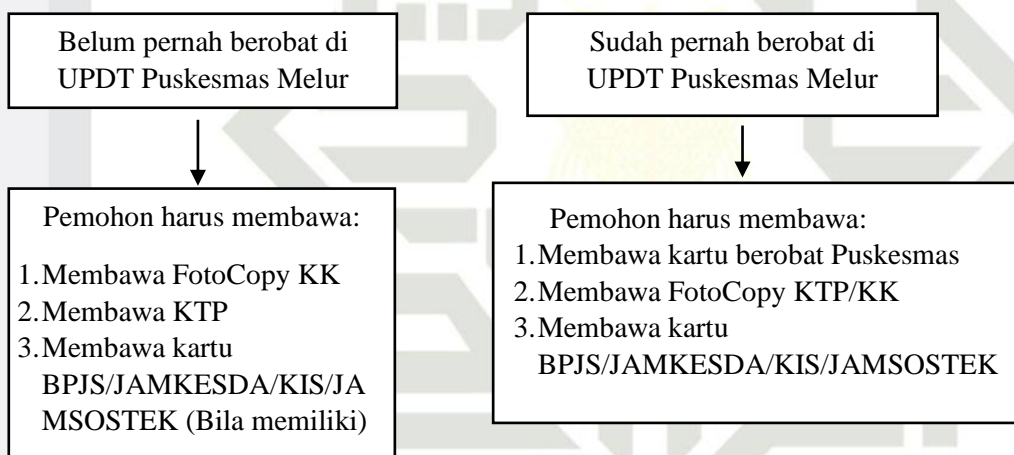 Belum pernah berobat di
UPDT Puskesmas Melur
Pemohon harus membawa:
1.Membawa FotoCopy KK
2.Membawa KTP
3.Membawa kartu
BPJS/JAMKESDA/KIS/JA
MSOSTEK (Bila memiliki)
Sudah pernah berobat di
UPDT Puskesmas Melur
Pemohon harus membawa:
1.Membawa kartu berobat Puskesmas
2.Membawa FotoCopy KTP/KK
3.Membawa kartu
BPJS/JAMKESDA/KIS/JAMSOSTEK